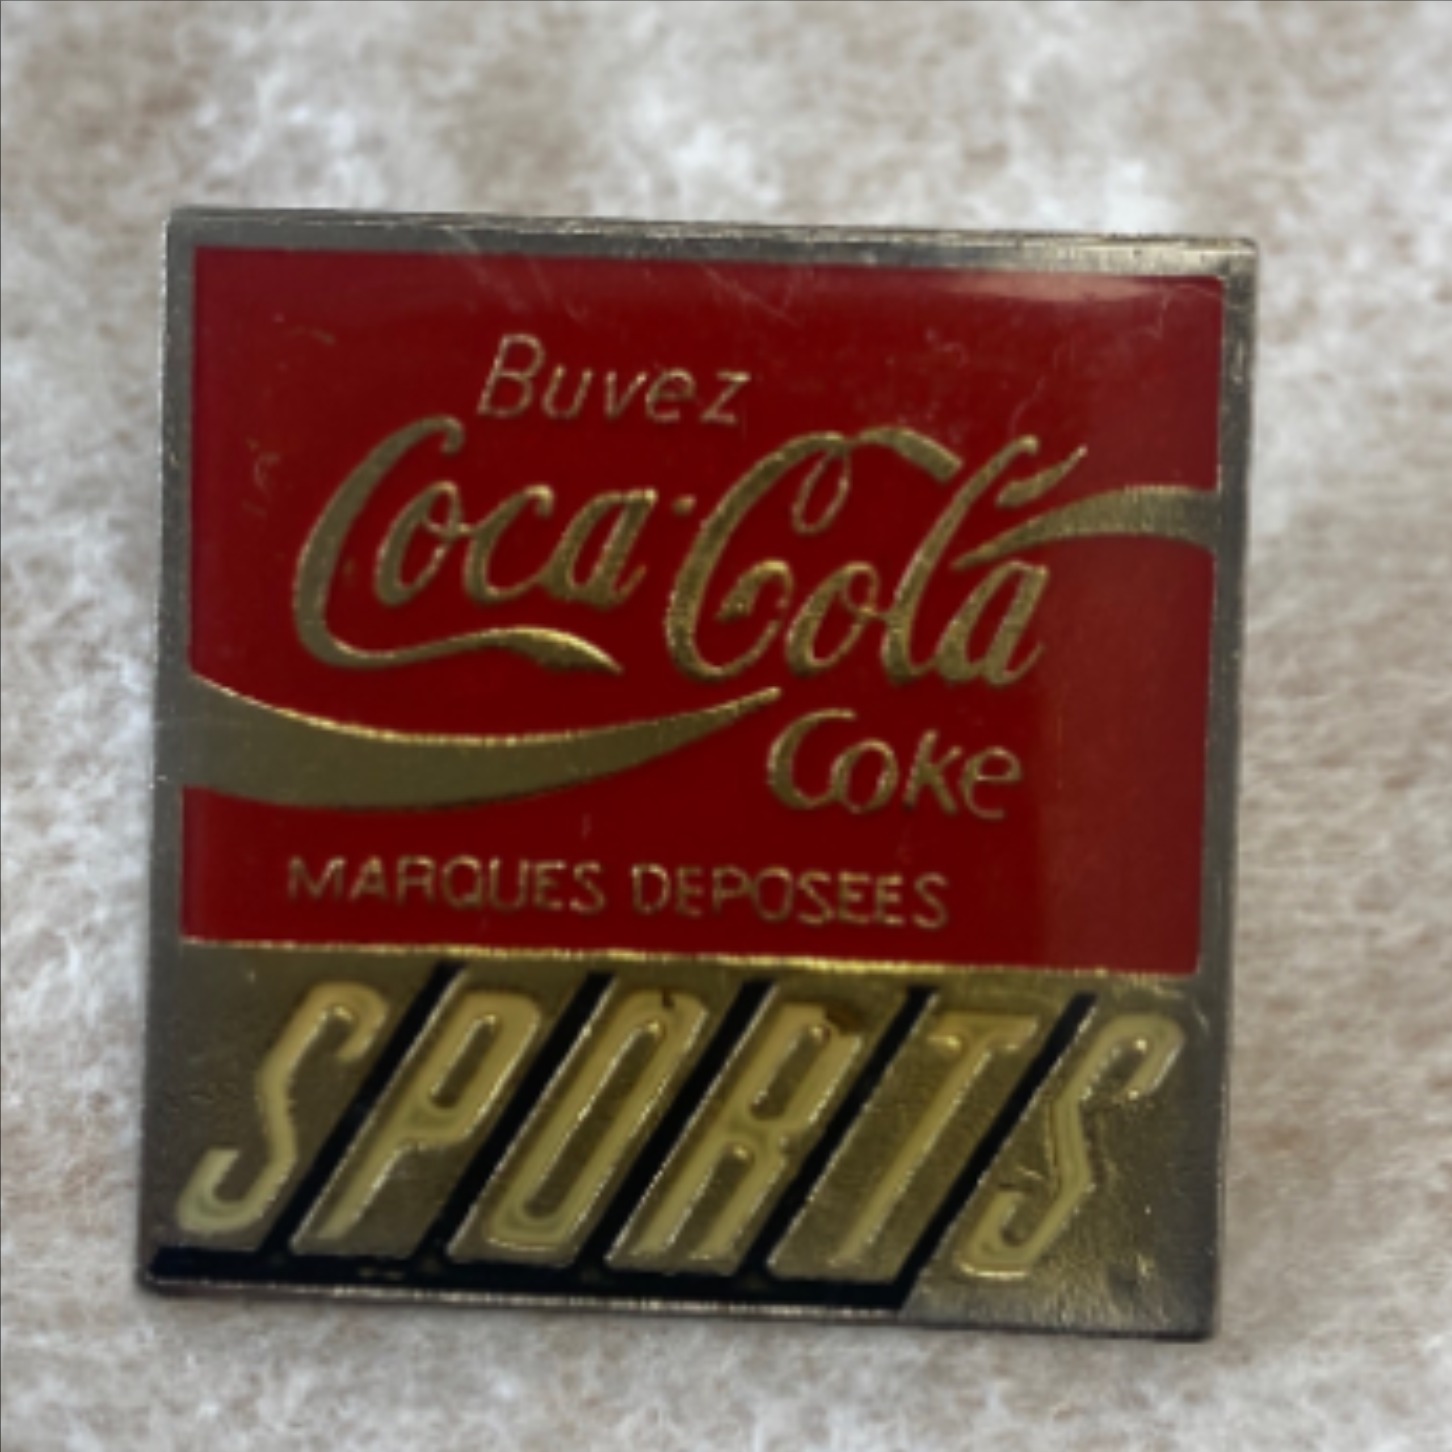 Buvez
Coca-Cola
Coke
MARQUES DEPOSEES
SPORTS